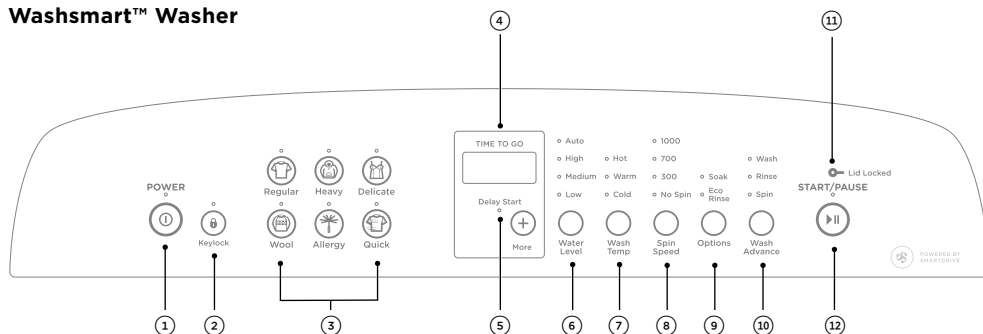 Washsmart™ Washer
4
11
TIME TO GO
Auto
High
Medium
Low
Hot
Warm
Cold
1000
700
300
No Spin
Soak
Eco
Rinse
Wash
Rinse
Spin
Lid Locked
POWER
START/PAUSE
Regular
Heavy
Delicate
Delay Start
Keylock
Wool
Allergy
Quick
More
Water
Level
Wash
Temp
Spin
Speed
Options
Wash
Advance
POWERED BY
SMARTDRIVE
1
2
3
5
6
7
8
9
10
12